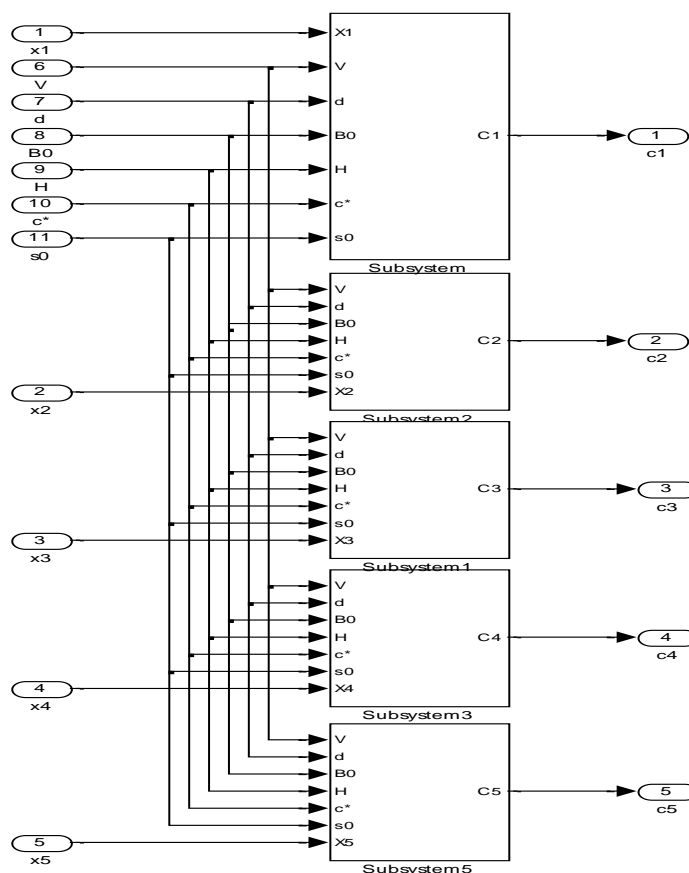 1
x1
6
V
7
d
8
B0
9
H
10
c*
11
s0
X1
V
d
B0
H
c*
s0
C1
Subsystem
1
c1
V
d
B0
H
c*
s0
X2
C2
Subsystem2
2
x2
2
c2
V
d
B0
H
c*
s0
X3
C3
Subsystem1
3
x3
3
c3
V
d
B0
H
c*
s0
X4
C4
Subsystem3
4
x4
4
c4
V
d
B0
H
c*
s0
X5
C5
Subsystem5
5
x5
5
c5